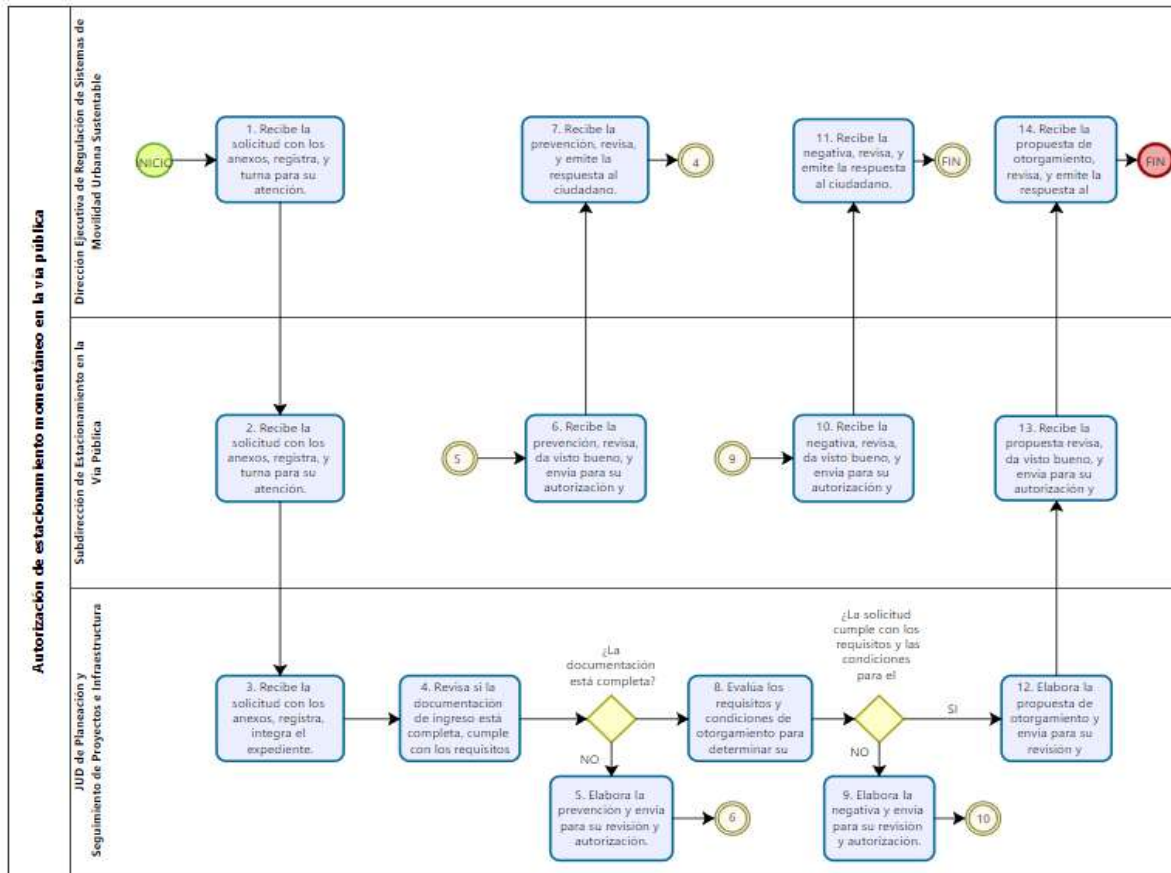 Autorización de estacionamiento momentáneo en la vía pública
Dirección Ejecutiva de Regulación de Sistemas de
Movilidad Urbana Sustentable
INICIO
1. Recibe la
solicitud con los
anexos, registra, y
turna para su
atención.
7. Recibe la
prevención, revisa,
y emite la
respuesta al
ciudadano.
4
11. Recibe la
negativa, revisa, y
emite la respuesta
al ciudadano.
FIN
14. Recibe la
propuesta de
otorgamiento,
revisa, y emite la
respuesta al
FIN
Subdirección de Estacionamiento en la
Vía Pública
2. Recibe la
solicitud con los
anexos, registra, y
turna para su
atención.
5
6. Recibe la
prevención, revisa,
da visto bueno, y
envía para su
autorización y
9
10. Recibe la
negativa, revisa,
da visto bueno, y
envía para su
autorización y
13. Recibe la
propuesta revisa,
da visto bueno, y
envía para su
autorización y
JUD de Planeación y
Seguimiento de Proyectos e Infraestructura
3. Recibe la
solicitud con los
anexos, registra,
integra el
expediente.
4. Revisa si la
documentación
de ingreso está
completa, cumple
con los requisitos
¿La
documentación
está completa?
NO
5. Elabora la
prevención y envía
para su revisión y
autorización.
6
8. Evalúa los
requisitos y
condiciones de
otorgamiento para
determinar su
¿La solicitud
cumple con los
requisitos y las
condiciones
para el
SI
NO
9. Elabora la
negativa y envía
para su revisión
y autorización.
10
12. Elabora la
propuesta de
otorgamiento y
envía para su
revisión y